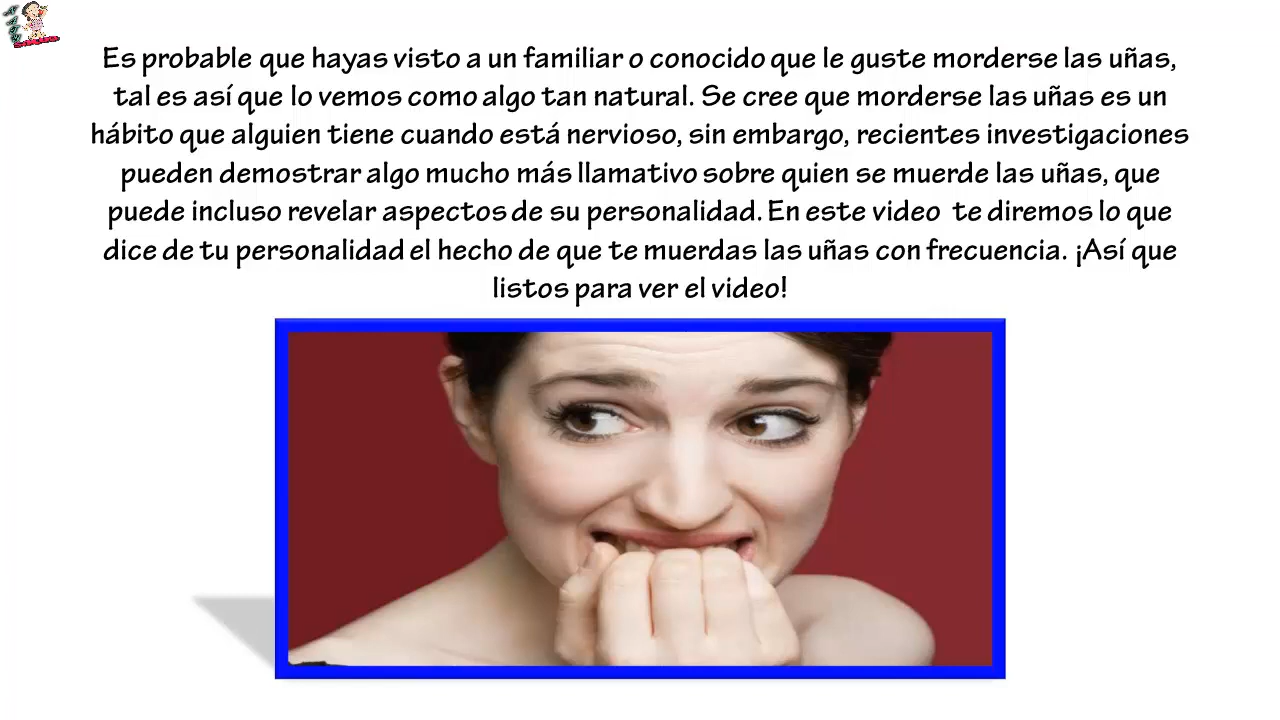 Es probable que hayas visto a un familiar o conocido que le guste morderse las uñas,
tal es así que lo vemos como algo tan natural. Se cree que morderse las uñas es un
hábito que alguien tiene cuando está nervioso, sin embargo, recientes investigaciones
pueden demostrar algo mucho más llamativo sobre quien se muerde las uñas, que
puede incluso revelar aspectos de su personalidad. En este video te diremos lo que
dice de tu personalidad el hecho de que te muerdas las uñas con frecuencia. ¡Así que
listos para ver el video!